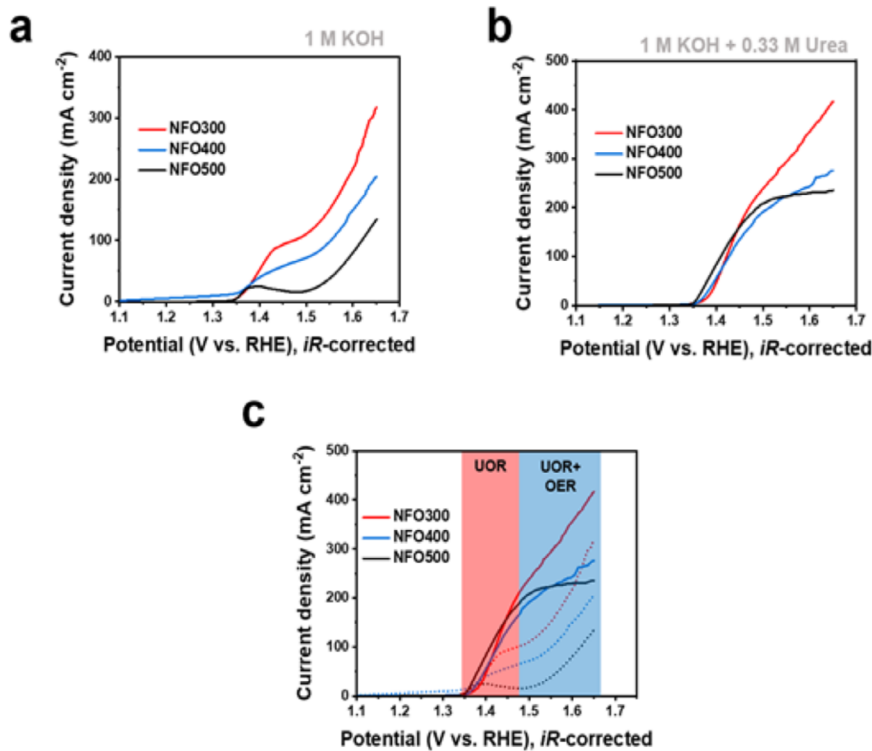 a
1 M KOH
400
300
200
100
0
Current density (mA cm-2)
NFO300
NFO400
NFO500
1.1 1.2 1.3 1.4 1.5 1.6 1.7
Potential (V vs. RHE), iR-corrected
b
1 M KOH + 0.33 M Urea
500
400
300
200
100
0
Current density (mA cm-2)
NFO300
NFO400
NFO500
1.1 1.2 1.3 1.4 1.5 1.6 1.7
Potential (V vs. RHE), iR-corrected
c
500
400
300
200
100
0
Current density (mA cm-2)
UOR
UOR+
OER
NFO300
NFO400
NFO500
1.1 1.2 1.3 1.4 1.5 1.6 1.7
Potential (V vs. RHE), iR-corrected